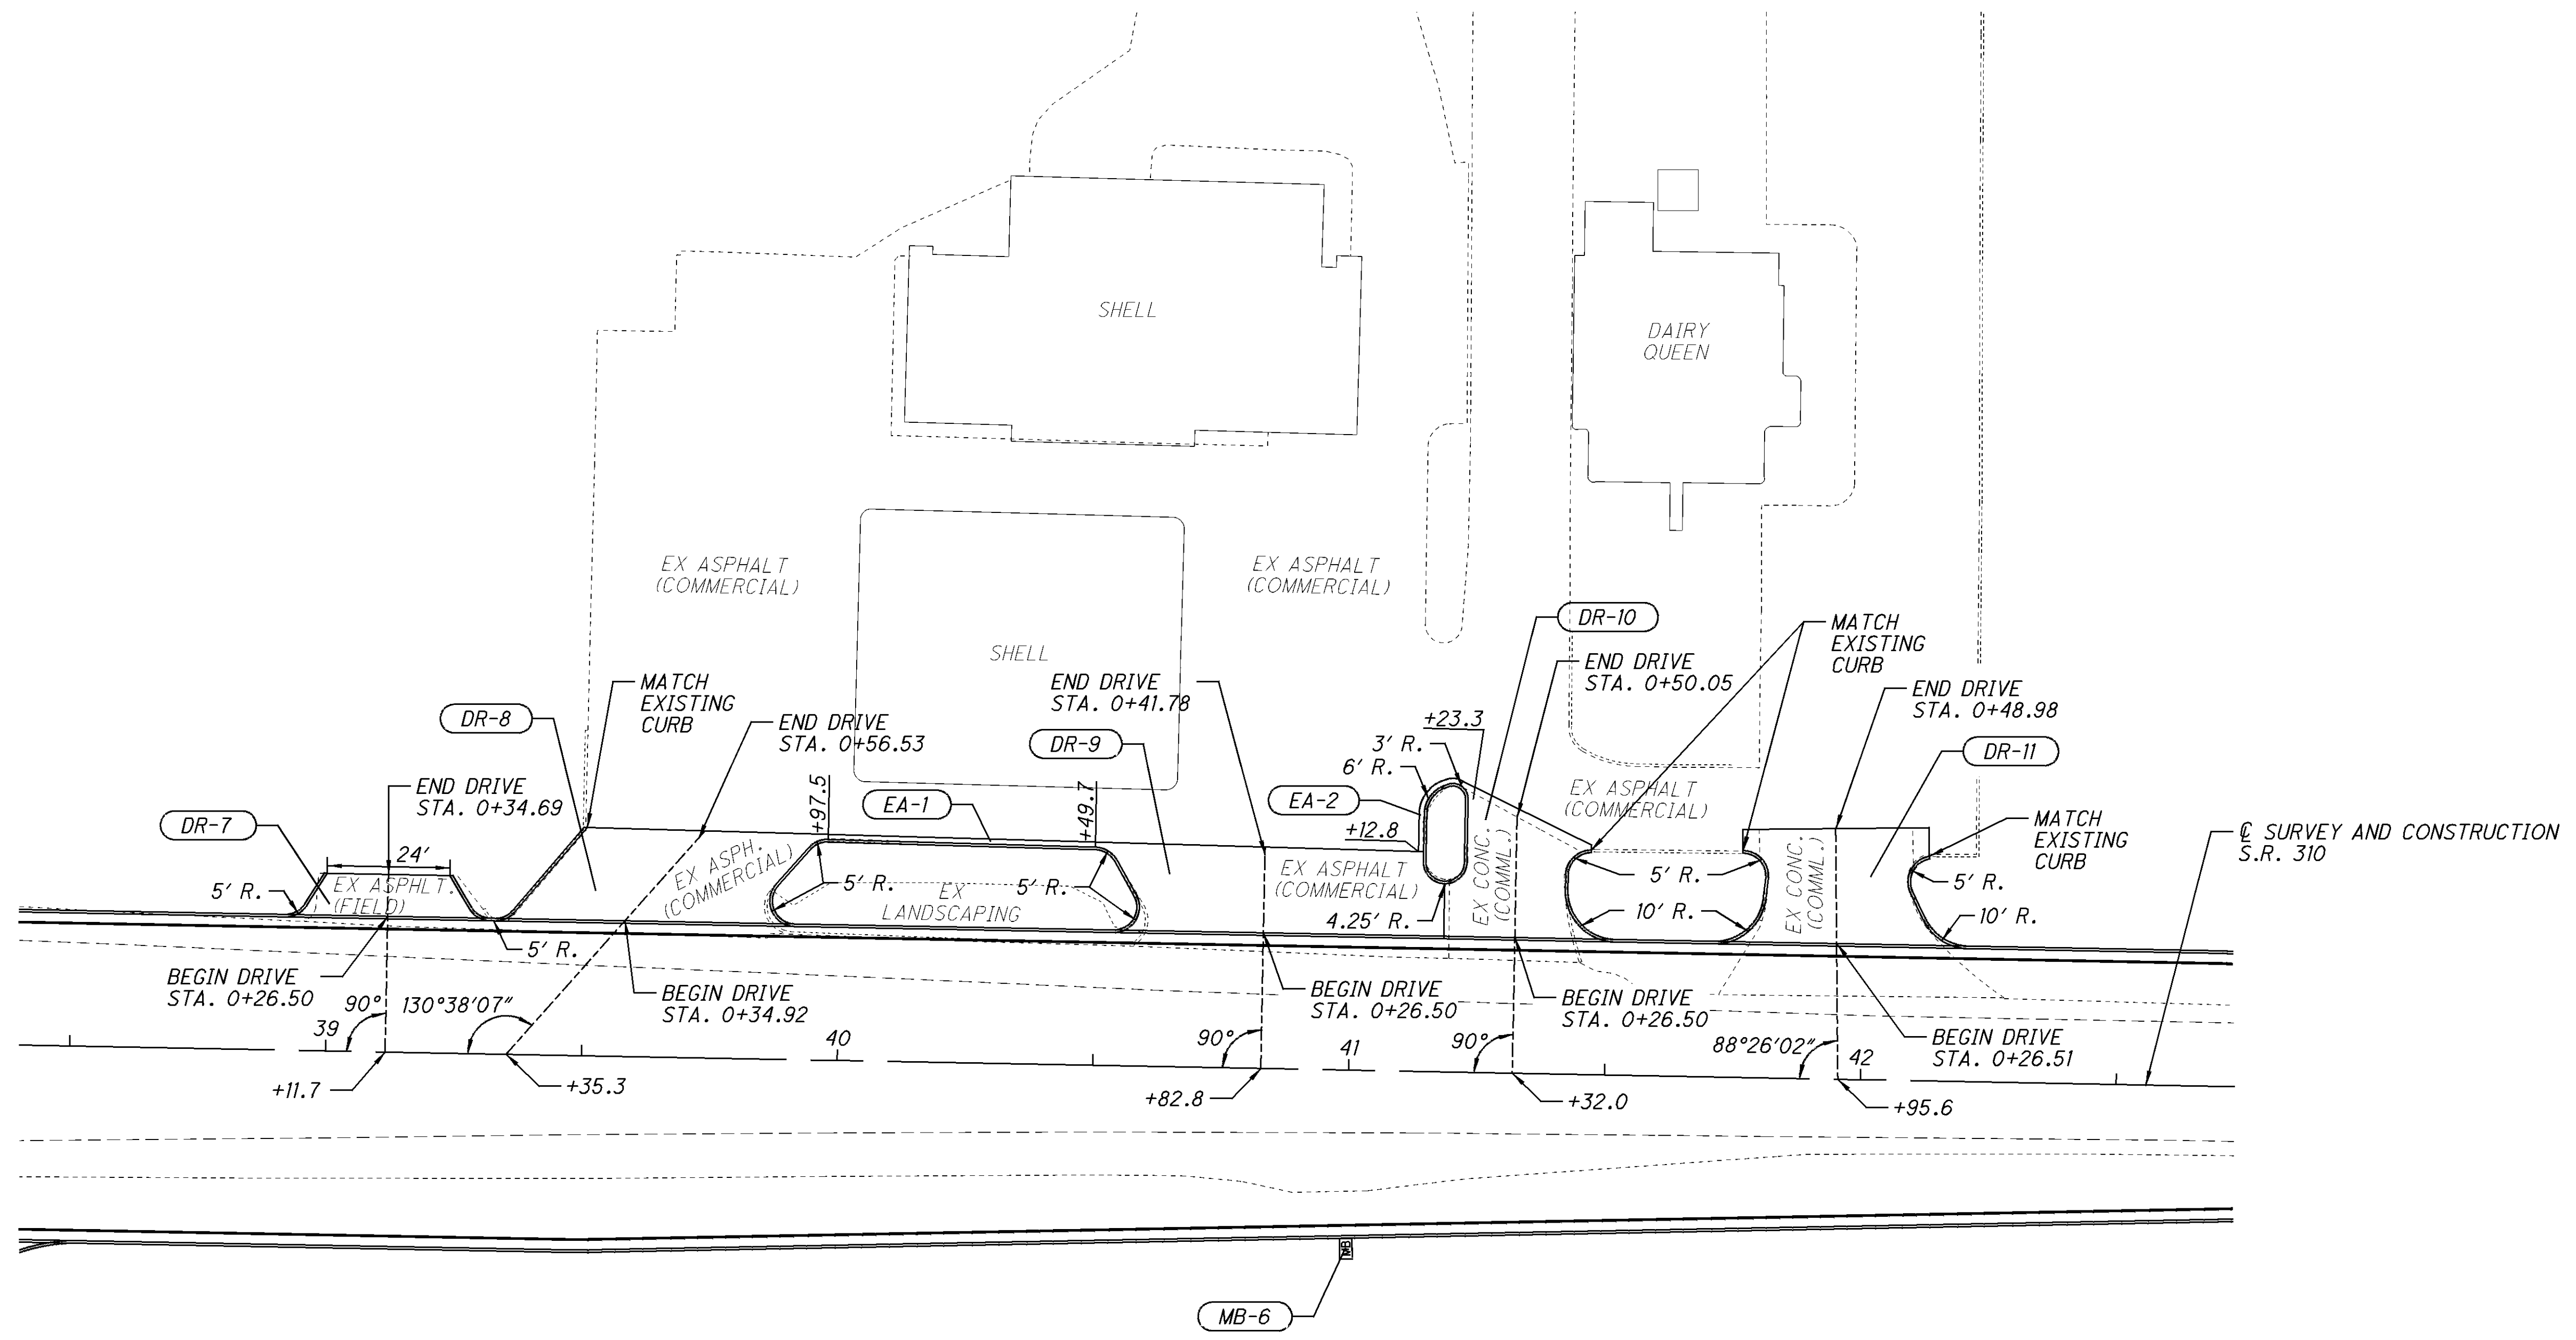 SHELL
DAIRY
QUEEN
EX ASPHALT
(COMMERCIAL)
EX ASPHALT
(COMMERCIAL)
SHELL
DR-10
END DRIVE
STA. 0+50.05
MATCH
EXISTING
CURB
MATCH
EXISTING
CURB
END DRIVE
STA. 0+41.78
END DRIVE
STA. 0+48.98
DR-8
END DRIVE
STA. 0+56.53
DR-9
+23.3
3' R.
6' R.
DR-11
END DRIVE
STA. 0+34.69
+97.5
EA-1
+49.7
EA-2
+12.8
EX ASPHALT
(COMMERCIAL)
DR-7
MATCH
EXISTING
CURB
℄ SURVEY AND CONSTRUCTION
S.R. 310
24'
5' R.
EX ASPHLT.
(FIELD)
EX ASPH.
(COMMERCIAL)
5' R.
EX
LANDSCAPING
5' R.
EX ASPHALT
(COMMERCIAL)
4.25' R.
EX CONC.
(COMML.)
5' R.
10' R.
EX CONC.
(COMML.)
5' R.
10' R.
5' R.
BEGIN DRIVE
STA. 0+26.50
90°
130°38'07"
BEGIN DRIVE
STA. 0+34.92
BEGIN DRIVE
STA. 0+26.50
BEGIN DRIVE
STA. 0+26.50
BEGIN DRIVE
STA. 0+26.51
39
40
90°
41
90°
88°26'02"
42
+11.7
+35.3
+82.8
+32.0
+95.6
MB
MB-6